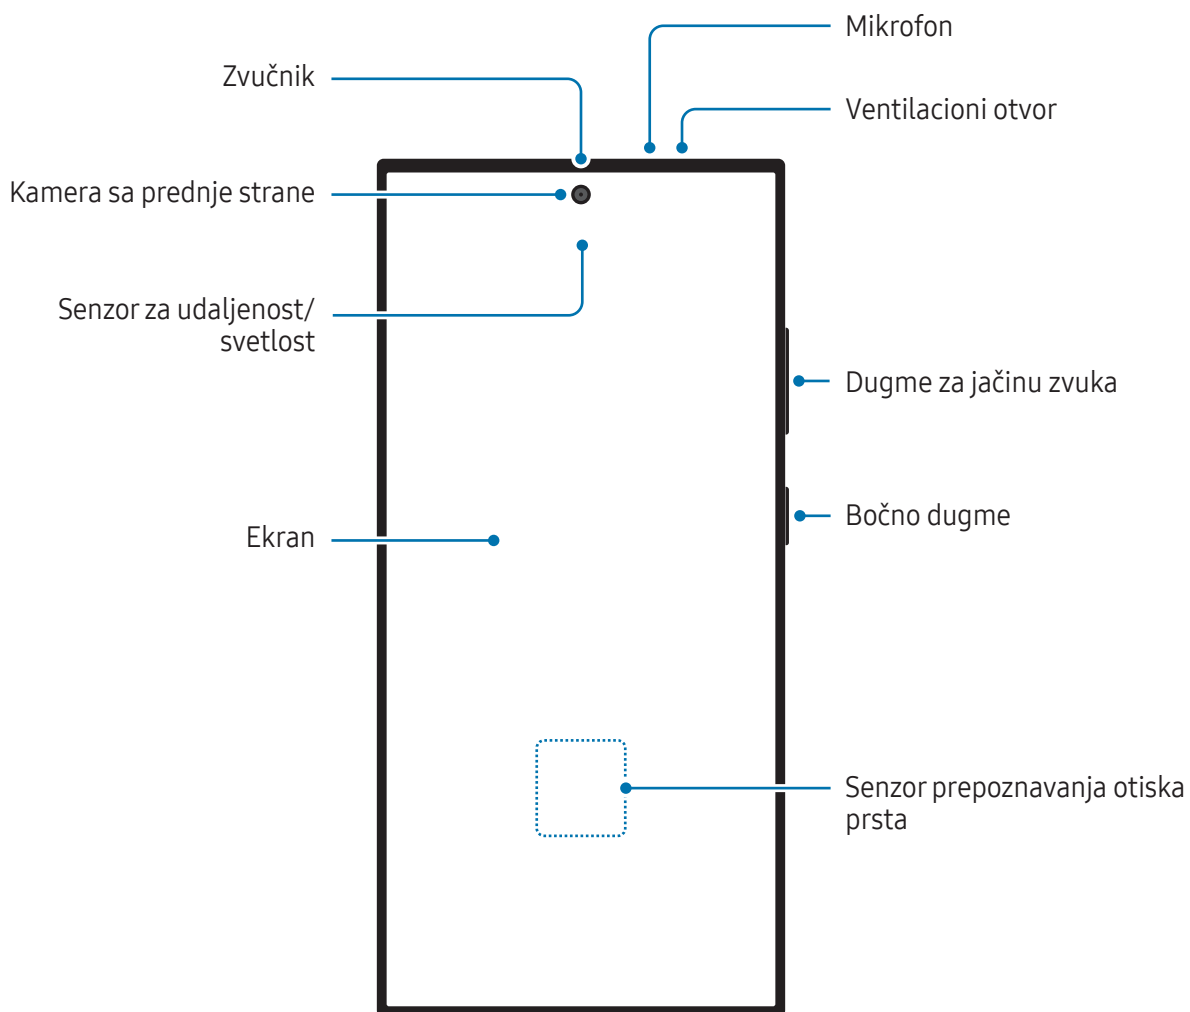 Mikrofon
Zvučnik
Ventilacioni otvor
Kamera sa prednje strane
Senzor za udaljenost/
svetlost
Dugme za jačinu zvuka
Bočno dugme
Ekran
Senzor prepoznavanja otiska
prsta